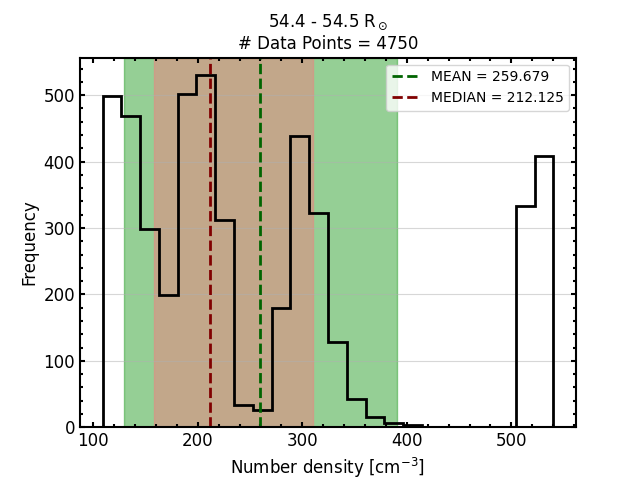 54.4 - 54.5 R⊙
# Data Points = 4750
MEAN = 259.679
MEDIAN = 212.125
Frequency
500
400
300
200
100
0
100 200 300 400 500
Number density [cm⁻³]